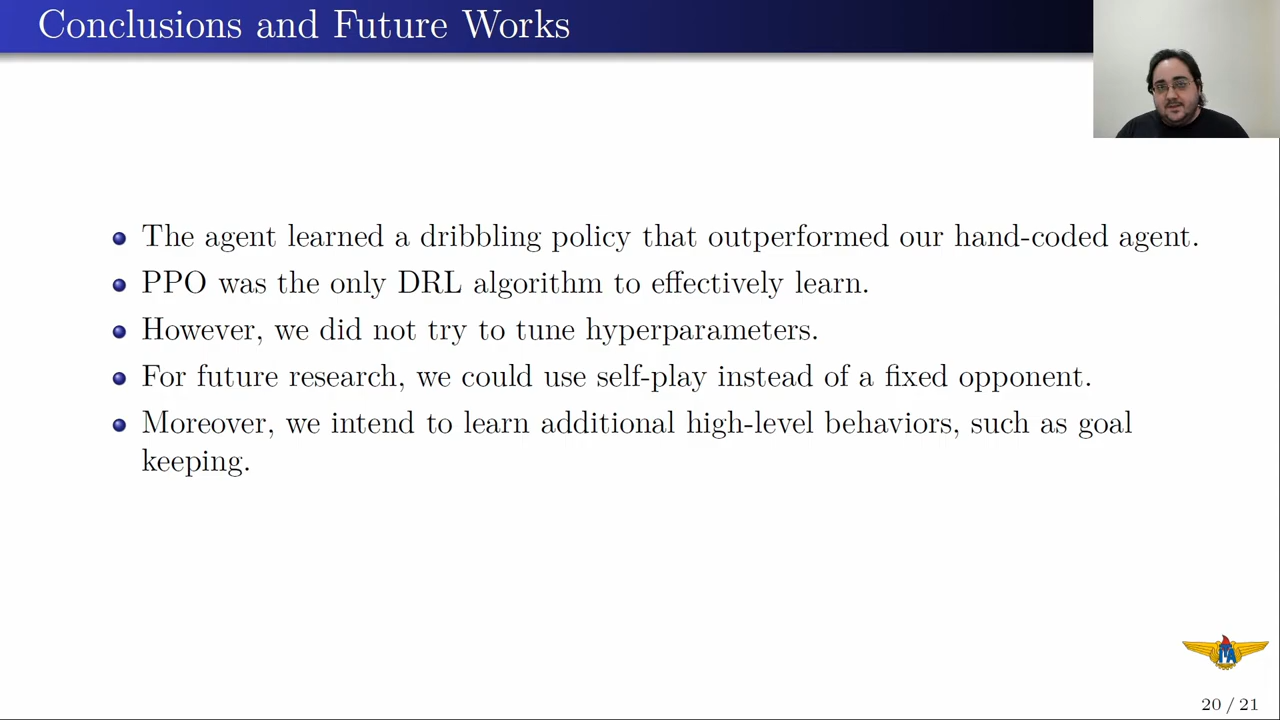 Conclusions and Future Works
The agent learned a dribbling policy that outperformed our hand-coded agent.
PPO was the only DRL algorithm to effectively learn.
However, we did not try to tune hyperparameters.
For future research, we could use self-play instead of a fixed opponent.
Moreover, we intend to learn additional high-level behaviors, such as goal
keeping.
ITA
20 / 21